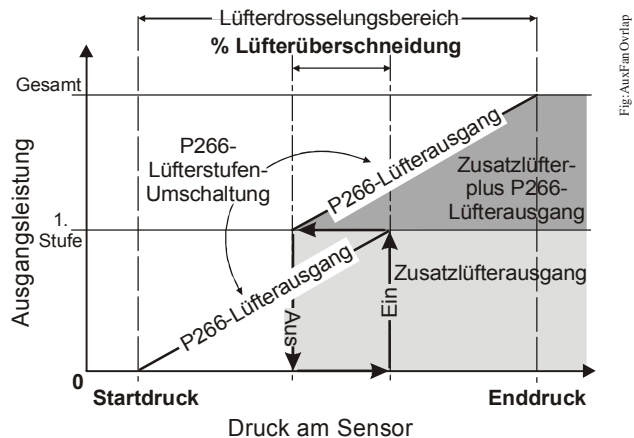 Lüfterdrosselungsbereich
% Lüfterüberschneidung
Fig:AuxFanOvrlap
Gesamt
P266-
Lüfterstufen-
Umschaltung
P266-Lüfterausgang
Zusatzlüfter-
plus P266-
Lüfterausgang
Ausgangsleistung
1.
Stufe
P266-Lüfterausgang
Zusatzlüfterausgang
Aus
Ein
0
Startdruck
Enddruck
Druck am Sensor